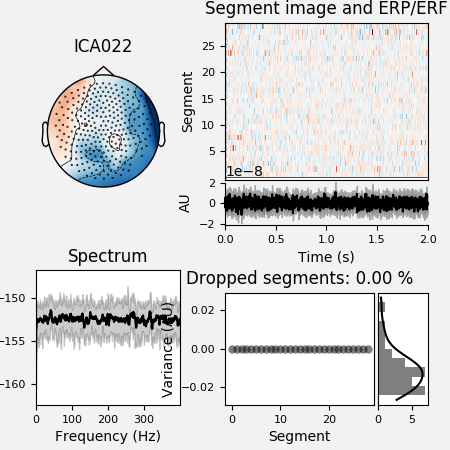 Segment image and ERP/ERF
ICA022
Segment
25
20
15
10
5
1e−8
AU
2
0
−2
0.0 0.5 1.0 1.5 2.0
Time (s)
Spectrum
Dropped segments: 0.00 %
−150
−155
−160
0 100 200 300
Frequency (Hz)
Variance (AU)
0.02
0.00
−0.02
0 10 20
Segment
0 5